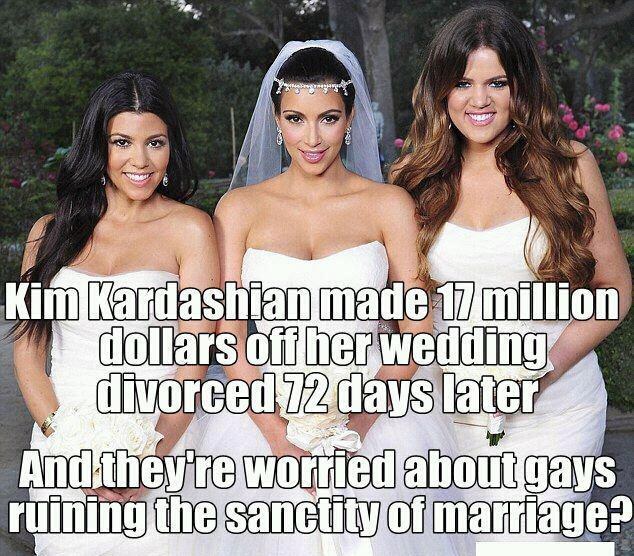 Kim Kardashian made 17 million
dollars off her wedding
divorced 72 days later
And they're worried about gays
ruining the sanctity of marriage?